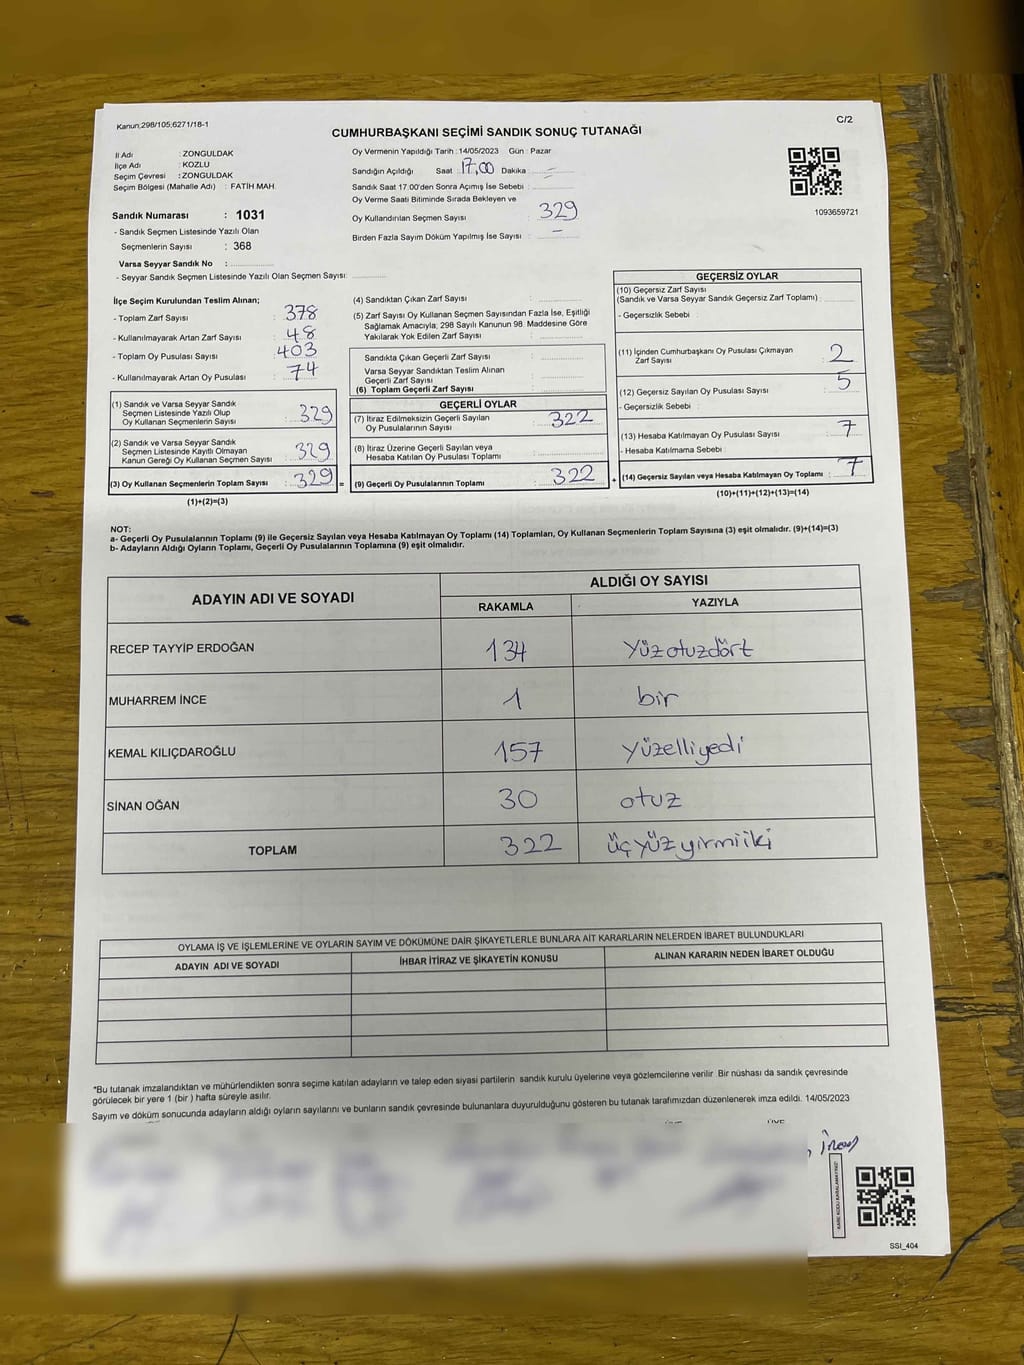 Kanun;298/105;6271/18-1
C/2
CUMHURBAŞKANI SEÇİMİ SANDIK SONUÇ TUTANAĞI
İl Adı : ZONGULDAK
İlçe Adı : KOZLU
Seçim Çevresi : ZONGULDAK
Seçim Bölgesi (Mahalle Adı) : FATİH MAH.
Sandık Numarası : 1031
- Sandık Seçmen Listesinde Yazılı Olan
Seçmenlerin Sayısı : 368
Varsa Seyyar Sandık No :
- Seyyar Sandık Seçmen Listesinde Yazılı Olan Seçmen Sayısı:
Oy Vermenin Yapıldığı Tarih : 14/05/2023 Gün : Pazar
Sandığın Açıldığı Saat : 17,00 Dakika :
Sandık Saat 17.00'den Sonra Açımış İse Sebebi :
Oy Verme Saati Bitiminde Sırada Bekleyen ve
Oy Kullandırılan Seçmen Sayısı : 329
Birden Fazla Sayım Döküm Yapılmış İse Sayısı : -
1093659721
İlçe Seçim Kurulundan Teslim Alınan;
- Toplam Zarf Sayısı : 378
- Kullanılmayarak Artan Zarf Sayısı : 48
- Toplam Oy Pusulası Sayısı : 403
- Kullanılmayarak Artan Oy Pusulası : 74
(1) Sandık ve Varsa Seyyar Sandık
Seçmen Listesinde Yazılı Olup
Oy Kullanan Seçmenlerin Sayısı : 329
(2) Sandık ve Varsa Seyyar Sandık
Seçmen Listesinde Kayıtlı Olmayan
Kanun Gereği Oy Kullanan Seçmen Sayısı : 329
(3) Oy Kullanan Seçmenlerin Toplam Sayısı : 329 =
(1)+(2)=(3)
(4) Sandıktan Çıkan Zarf Sayısı :
(5) Zarf Sayısı Oy Kullanan Seçmen Sayısından Fazla İse, Eşitliği
Sağlamak Amacıyla; 298 Sayılı Kanunun 98. Maddesine Göre
Yakılarak Yok Edilen Zarf Sayısı :
Sandıkta Çıkan Geçerli Zarf Sayısı :
Varsa Seyyar Sandıktan Teslim Alınan
Geçerli Zarf Sayısı :
(6) Toplam Geçerli Zarf Sayısı :
GEÇERLİ OYLAR
(7) İtiraz Edilmeksizin Geçerli Sayılan
Oy Pusulalarının Sayısı : 322
(8) İtiraz Üzerine Geçerli Sayılan veya
Hesaba Katılan Oy Pusulası Toplamı :
(9) Geçerli Oy Pusulalarının Toplamı : 322 +
GEÇERSİZ OYLAR
(10) Geçersiz Zarf Sayısı
(Sandık ve Varsa Seyyar Sandık Geçersiz Zarf Toplamı) :
- Geçersizlik Sebebi :
(11) İçinden Cumhurbaşkanı Oy Pusulası Çıkmayan
Zarf Sayısı : 2
(12) Geçersiz Sayılan Oy Pusulası Sayısı : 5
- Geçersizlik Sebebi :
(13) Hesaba Katılmayan Oy Pusulası Sayısı : 7
- Hesaba Katılmama Sebebi :
(14) Geçersiz Sayılan veya Hesaba Katılmayan Oy Toplamı : 7
(10)+(11)+(12)+(13)=(14)
NOT:
a- Geçerli Oy Pusulalarının Toplamı (9) ile Geçersiz Sayılan veya Hesaba Katılmayan Oy Toplamı (14) Toplamları, Oy Kullanan Seçmenlerin Toplam Sayısına (3) eşit olmalıdır. (9)+(14)=(3)
b- Adayların Aldığı Oyların Toplamı, Geçerli Oy Pusulalarının Toplamına (9) eşit olmalıdır.
ADAYIN ADI VE SOYADI
ALDIĞI OY SAYISI
RAKAMLA YAZIYLA
RECEP TAYYİP ERDOĞAN 134 Yüzotuzdört
MUHARREM İNCE 1 bir
KEMAL KILIÇDAROĞLU 157 yüzelliyedi
SİNAN OĞAN 30 otuz
TOPLAM 322 üçyüzyirmiiki
OYLAMA İŞ VE İŞLEMLERİNE VE OYLARIN SAYIM VE DÖKÜMÜNE DAİR ŞİKAYETLERLE BUNLARA AİT KARARLARIN NELERDEN İBARET BULUNDUKLARI
ADAYIN ADI VE SOYADI İHBAR İTİRAZ VE ŞİKAYETİN KONUSU ALINAN KARARIN NEDEN İBARET OLDUĞU
*Bu tutanak imzalandıktan ve mühürlendikten sonra seçime katılan adayların ve talep eden siyasi partilerin sandık kurulu üyelerine veya gözlemcilerine verilir Bir nüshası da sandık çevresinde
görülecek bir yere 1 (bir ) hafta süreyle asılır.
Sayım ve döküm sonucunda adayların aldığı oyların sayılarını ve bunların sandık çevresinde bulunanlara duyurulduğunu gösteren bu tutanak tarafımızdan düzenlenerek imza edildi. 14/05/2023
KARE KODU KARALAMAYINIZ!
SSI_404